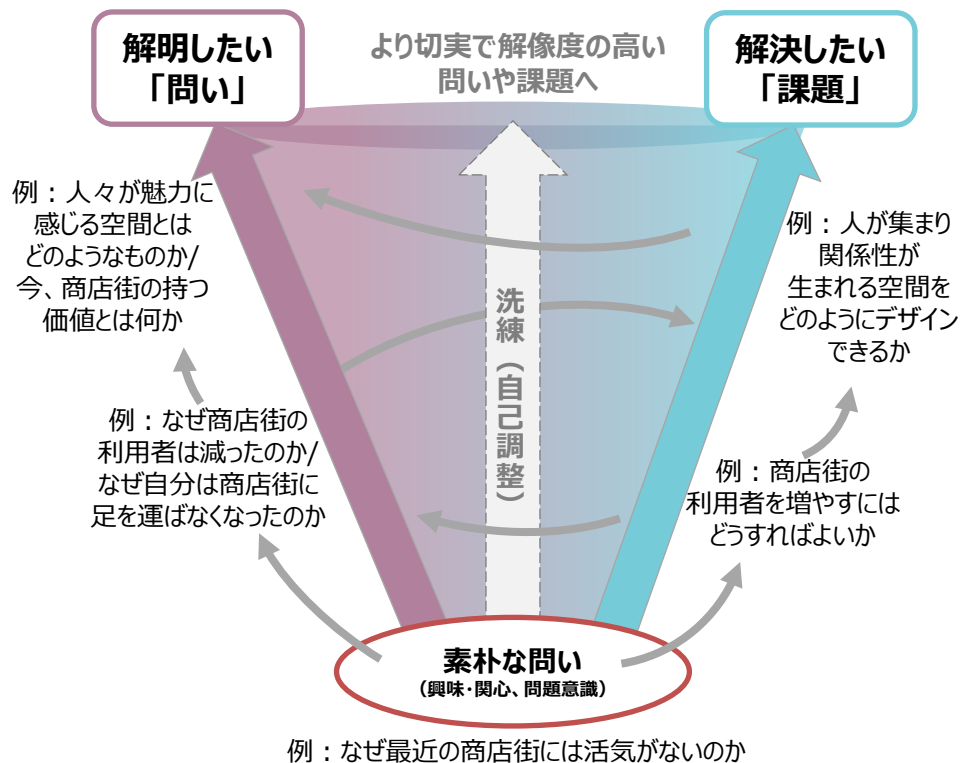 解明したい
「問い」
より切実で解像度の高い
問いや課題へ
解決したい
「課題」
例：人々が魅力に
感じる空間とは
どのようなものか/
今、商店街の持つ
価値とは何か
例：人が集まり
関係性が
生まれる空間を
どのようにデザイン
できるか
洗練（自己調整）
例：なぜ商店街の
利用者は減ったのか/
なぜ自分は商店街に
足を運ばなくなったのか
例：商店街の
利用者を増やすには
どうすればよいか
素朴な問い
（興味・関心、問題意識）
例：なぜ最近の商店街には活気がないのか